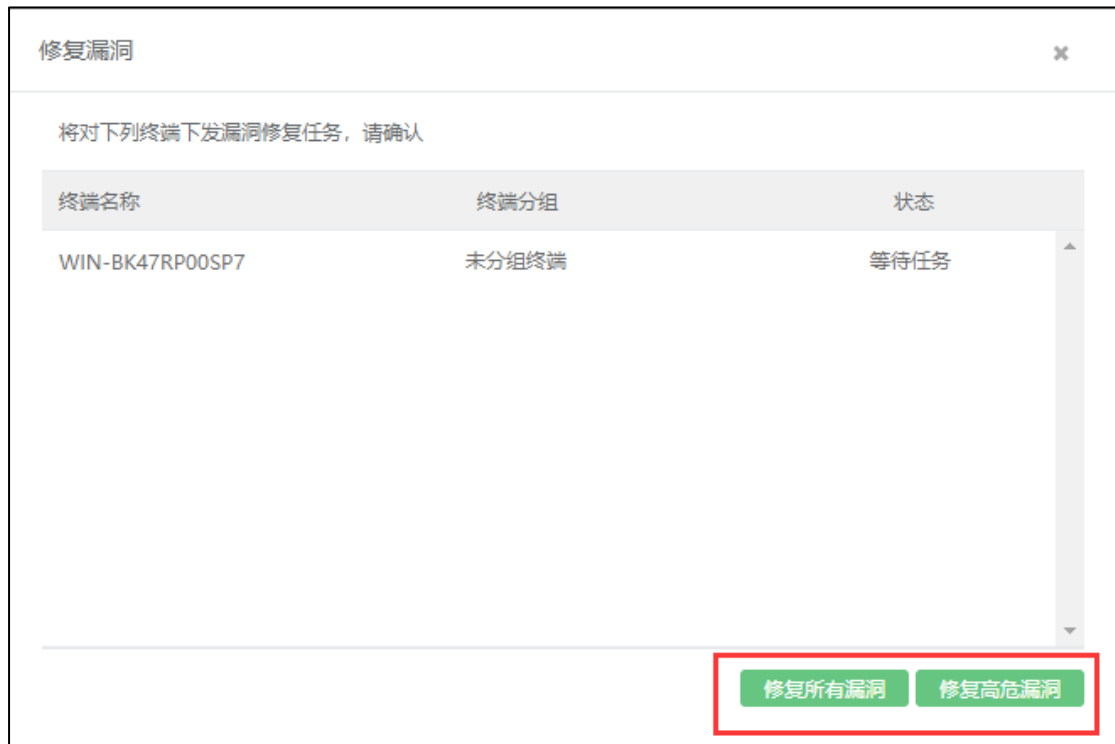 修复漏洞
将对下列终端下发漏洞修复任务，请确认
终端名称 终端分组 状态
WIN-BK47RP00SP7 未分组终端 等待任务
修复所有漏洞 修复高危漏洞